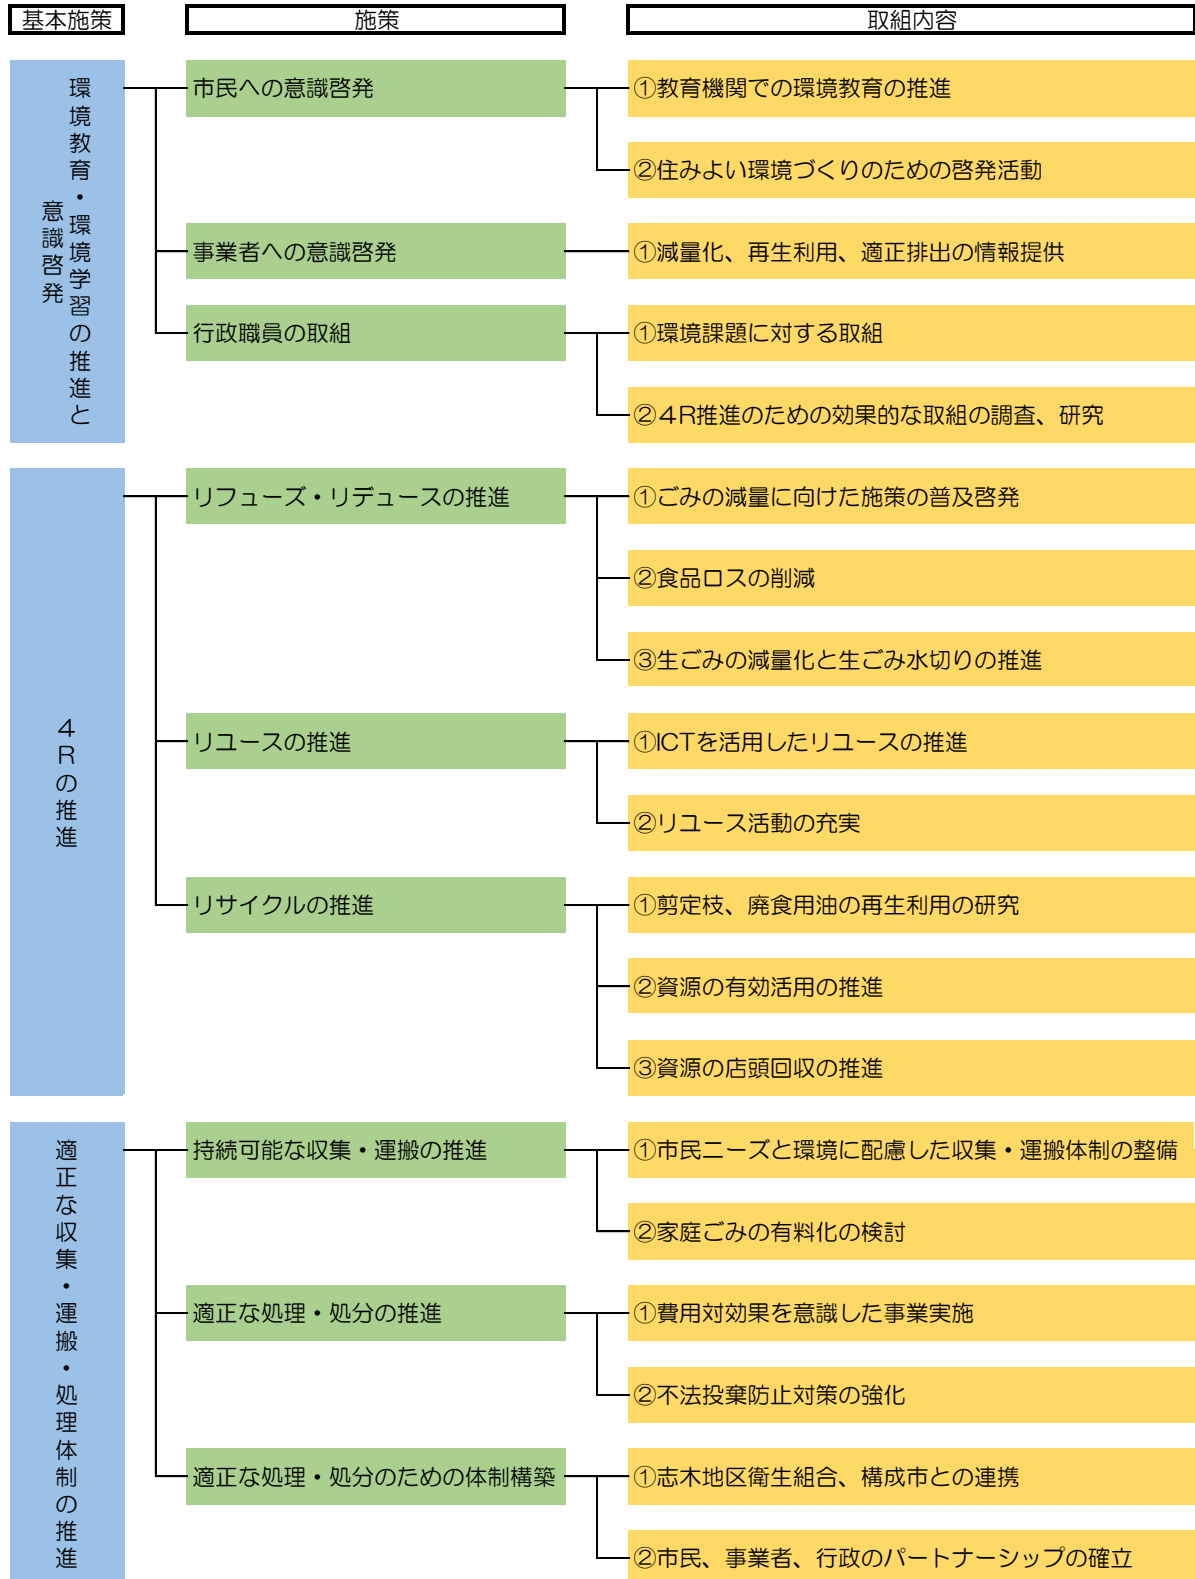 基本施策
施策
取組内容
環境教育・環境学習の推進と
意識啓発
市民への意識啓発
①教育機関での環境教育の推進
②住みよい環境づくりのための啓発活動
事業者への意識啓発
①減量化、再生利用、適正排出の情報提供
行政職員の取組
①環境課題に対する取組
②４R推進のための効果的な取組の調査、研究
４Rの推進
リフューズ・リデュースの推進
①ごみの減量に向けた施策の普及啓発
②食品ロスの削減
③生ごみの減量化と生ごみ水切りの推進
リユースの推進
①ICTを活用したリユースの推進
②リユース活動の充実
リサイクルの推進
①剪定枝、廃食用油の再生利用の研究
②資源の有効活用の推進
③資源の店頭回収の推進
適正な収集・運搬・処理体制の推進
持続可能な収集・運搬の推進
①市民ニーズと環境に配慮した収集・運搬体制の整備
②家庭ごみの有料化の検討
適正な処理・処分の推進
①費用対効果を意識した事業実施
②不法投棄防止対策の強化
適正な処理・処分のための体制構築
①志木地区衛生組合、構成市との連携
②市民、事業者、行政のパートナーシップの確立